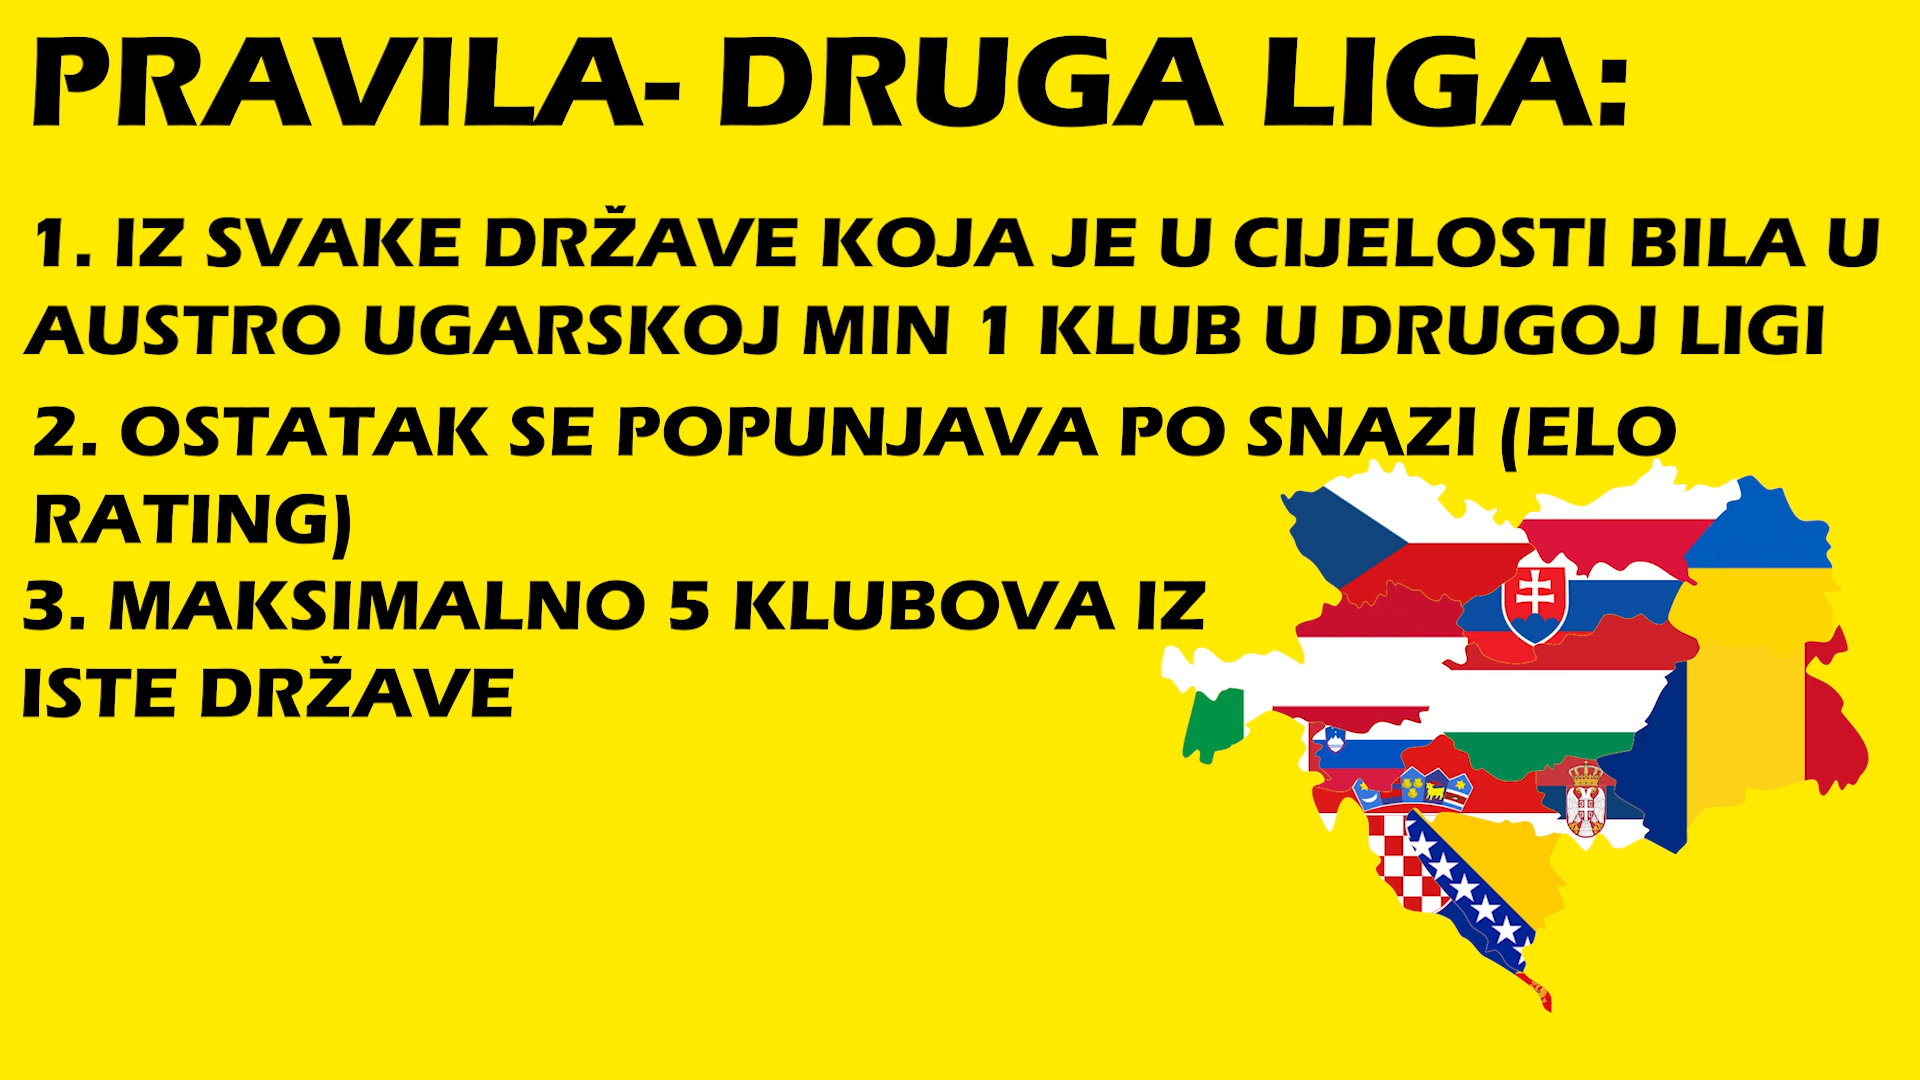 PRAVILA- DRUGA LIGA:
1. IZ SVAKE DRŽAVE KOJA JE U CIJELOSTI BILA U
AUSTRO UGARSKOJ MIN 1 KLUB U DRUGOJ LIGI
2. OSTATAK SE POPUNJAVA PO SNAZI (ELO
RATING)
3. MAKSIMALNO 5 KLUBOVA IZ
ISTE DRŽAVE